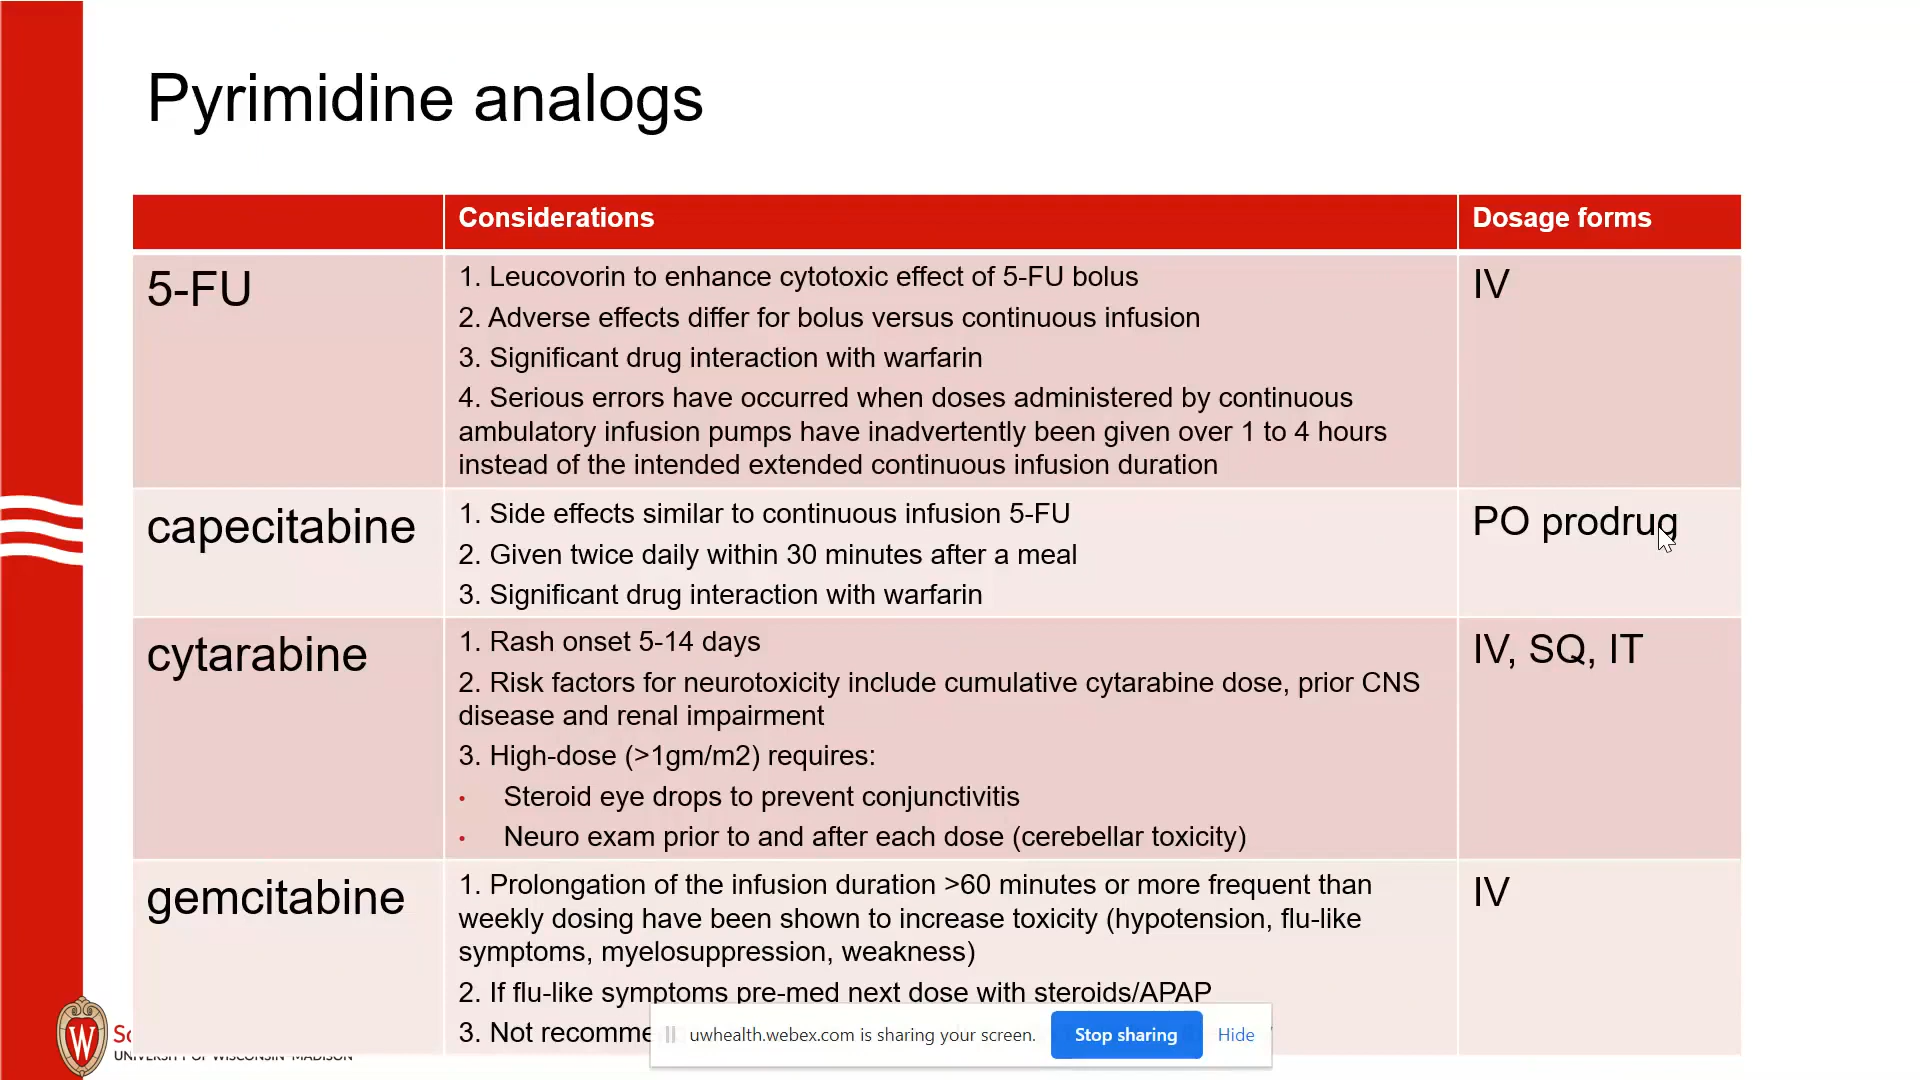 Pyrimidine analogs
Considerations
Dosage forms
5-FU
1. Leucovorin to enhance cytotoxic effect of 5-FU bolus
2. Adverse effects differ for bolus versus continuous infusion
3. Significant drug interaction with warfarin
4. Serious errors have occurred when doses administered by continuous
ambulatory infusion pumps have inadvertently been given over 1 to 4 hours
instead of the intended extended continuous infusion duration
IV
capecitabine
1. Side effects similar to continuous infusion 5-FU
2. Given twice daily within 30 minutes after a meal
3. Significant drug interaction with warfarin
PO prodrug
cytarabine
1. Rash onset 5-14 days
2. Risk factors for neurotoxicity include cumulative cytarabine dose, prior CNS
disease and renal impairment
3. High-dose (>1gm/m2) requires:
• Steroid eye drops to prevent conjunctivitis
• Neuro exam prior to and after each dose (cerebellar toxicity)
IV, SQ, IT
gemcitabine
1. Prolongation of the infusion duration >60 minutes or more frequent than
weekly dosing have been shown to increase toxicity (hypotension, flu-like
symptoms, myelosuppression, weakness)
2. If flu-like symptoms pre-med next dose with steroids/APAP
3. Not
IV
W
UNIVERSITY OF WISCONSIN-MADISON
uwhealth.webex.com is sharing your screen.
Stop sharing
Hide